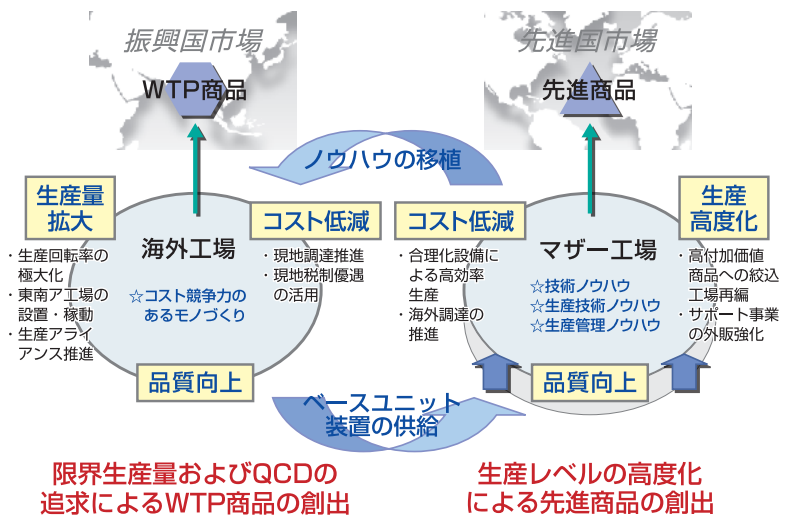 振興国市場
WTP商品
先進国市場
先進商品
ノウハウの移植
生産量
拡大
・生産回転率の
極大化
・東南ア工場の
設置・稼動
・生産アライ
アンス推進
海外工場
☆コスト競争力の
あるモノづくり
コスト低減
・現地調達推進
・現地税制優遇
の活用
品質向上
コスト低減
・合理化設備に
よる高効率
生産
・海外調達の
推進
マザー工場
☆技術ノウハウ
☆生産技術ノウハウ
☆生産管理ノウハウ
生産
高度化
・高付加価値
商品への絞込
工場再編
・サポート事業
の外販強化
品質向上
ベースユニット
装置の供給
限界生産量およびQCDの
追求によるWTP商品の創出
生産レベルの高度化
による先進商品の創出